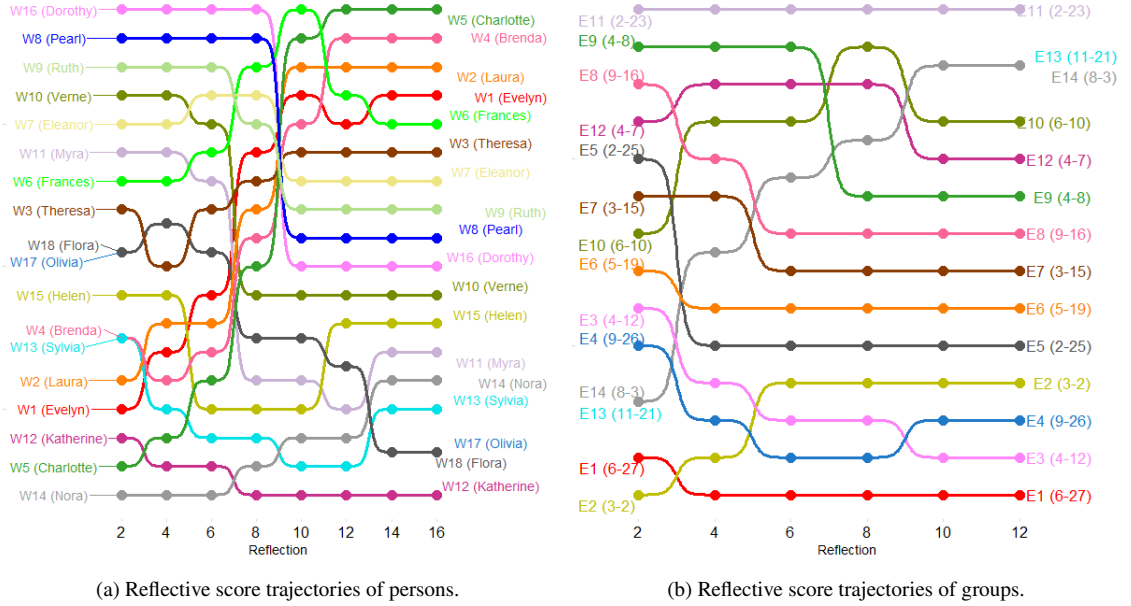 W16 (Dorothy)
W8 (Pearl)
W9 (Ruth)
W10 (Verne)
W7 (Eleanor)
W11 (Myra)
W6 (Frances)
W3 (Theresa)
W18 (Flora)
W17 (Olivia)
W15 (Helen)
W4 (Brenda)
W13 (Sylvia)
W2 (Laura)
W1 (Evelyn)
W12 (Katherine)
W5 (Charlotte)
W14 (Nora)
W5 (Charlotte)
W4 (Brenda)
W2 (Laura)
W1 (Evelyn)
W6 (Frances)
W3 (Theresa)
W7 (Eleanor)
W9 (Ruth)
W8 (Pearl)
W16 (Dorothy)
W10 (Verne)
W15 (Helen)
W11 (Myra)
W14 (Nora)
W13 (Sylvia)
W17 (Olivia)
W18 (Flora)
W12 (Katherine)
2 4 6 8 10 12 14 16
Reflection
(a) Reflective score trajectories of persons.
E11 (2-23)
E9 (4-8)
E8 (9-16)
E12 (4-7)
E5 (2-25)
E7 (3-15)
E10 (6-10)
E6 (5-19)
E3 (4-12)
E4 (9-26)
E14 (8-3)
E13 (11-21)
E1 (6-27)
E2 (3-2)
E11 (2-23)
E13 (11-21)
E14 (8-3)
E10 (6-10)
E12 (4-7)
E9 (4-8)
E8 (9-16)
E7 (3-15)
E6 (5-19)
E5 (2-25)
E2 (3-2)
E4 (9-26)
E3 (4-12)
E1 (6-27)
2 4 6 8 10 12
Reflection
(b) Reflective score trajectories of groups.